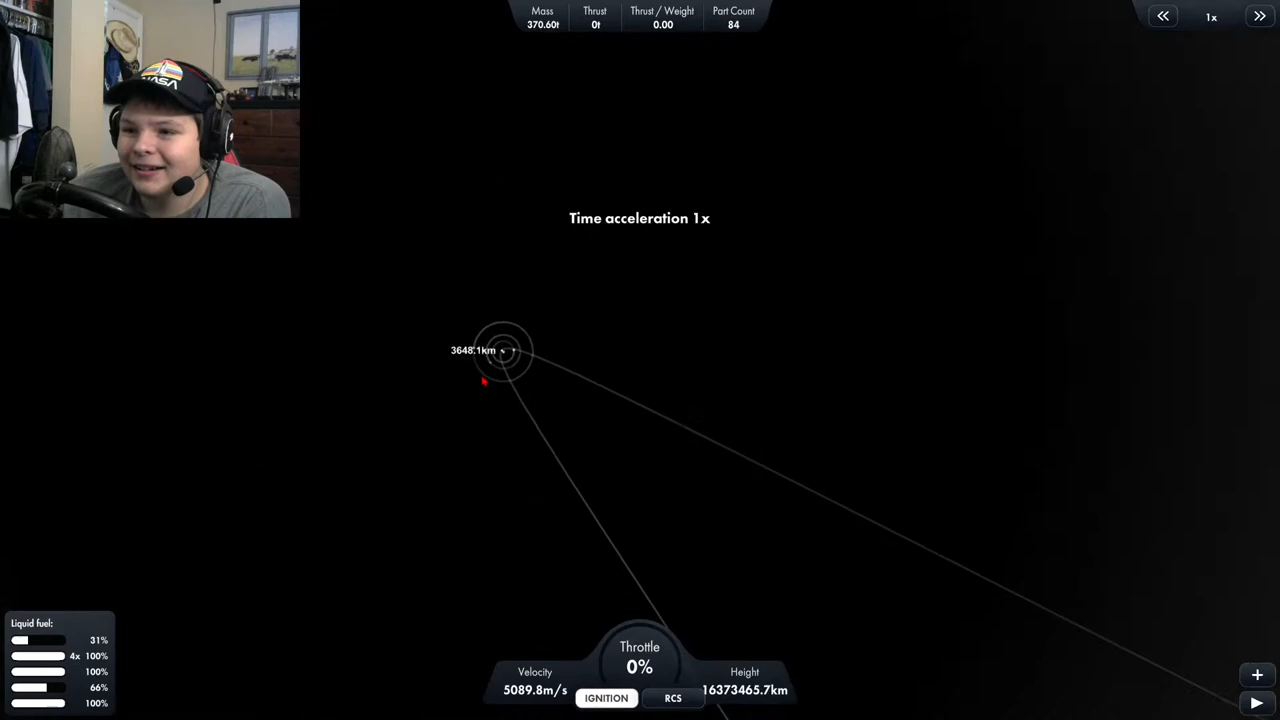 Mass
370.60t
Thrust
0t
Thrust / Weight
0.00
Part Count
84
1x
NASA
Time acceleration 1x
3648.1km
Liquid fuel:
31%
4x 100%
100%
66%
100%
Throttle
0%
Velocity
5089.8m/s
Height
16373465.7km
IGNITION
RCS